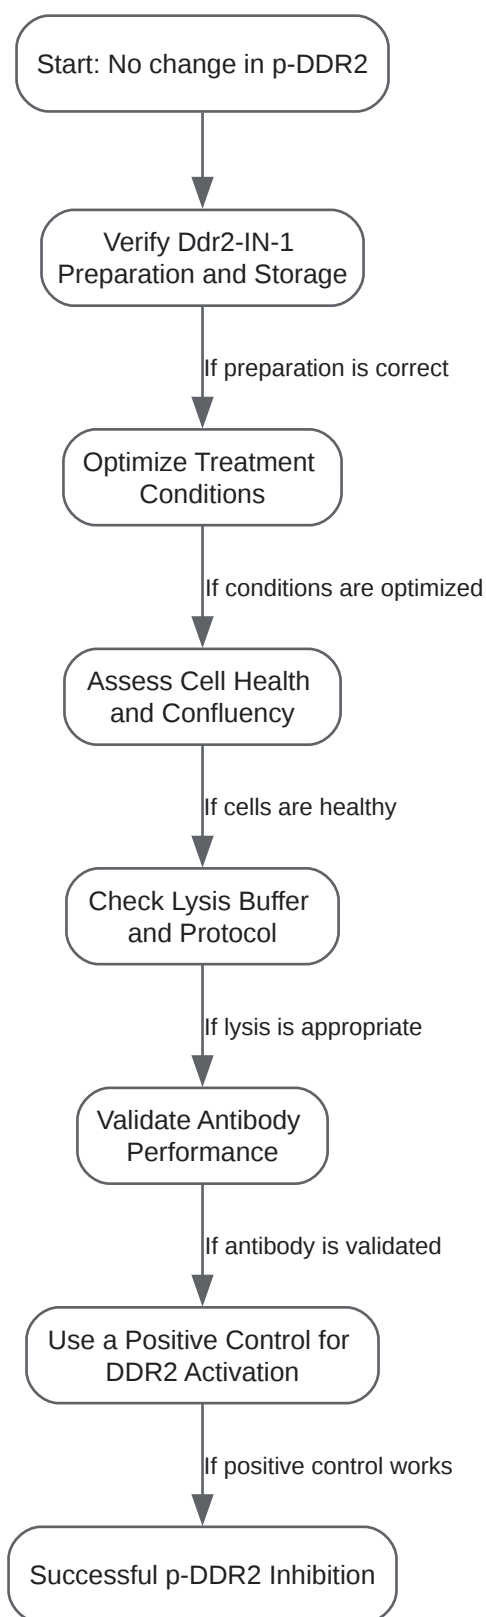 Start: No change in p-DDR2
Verify Ddr2-IN-1
Preparation and Storage
If preparation is correct
Optimize Treatment
Conditions
If conditions are optimized
Assess Cell Health
and Confluency
If cells are healthy
Check Lysis Buffer
and Protocol
If lysis is appropriate
Validate Antibody
Performance
If antibody is validated
Use a Positive Control for
DDR2 Activation
If positive control works
Successful p-DDR2 Inhibition